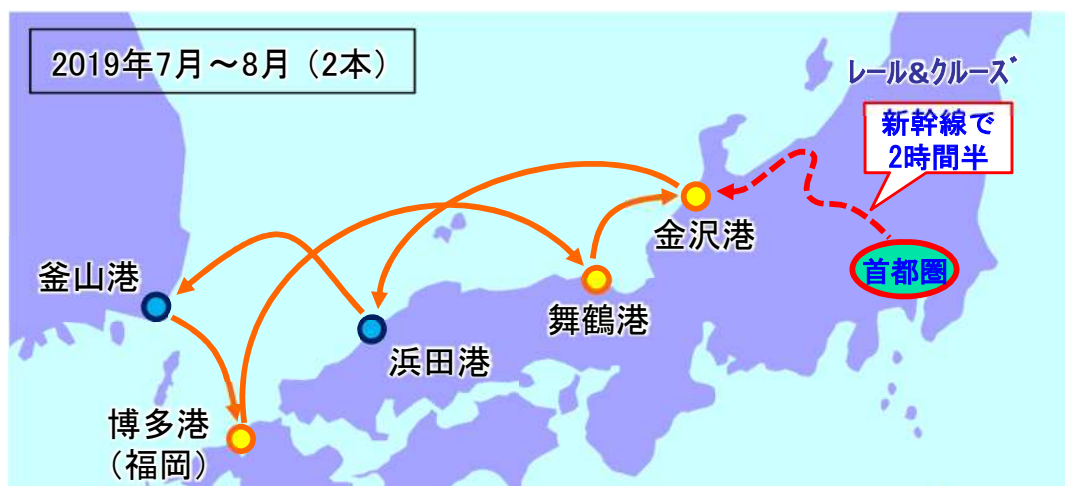 2019年7月～8月（2本）
レール&クルーズ
新幹線で
2時間半
金沢港
首都圏
釜山港
舞鶴港
浜田港
博多港
（福岡）